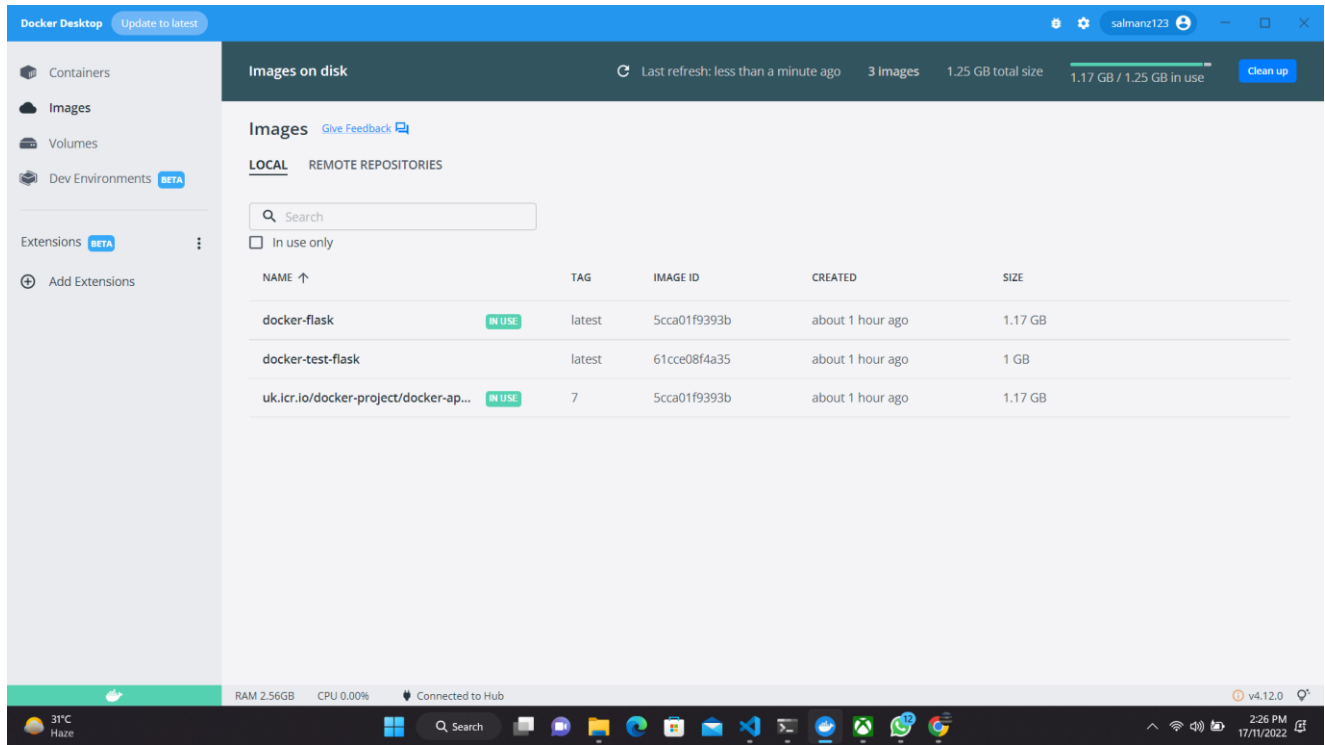 Docker Desktop Update to latest salmanz123
Containers
Images
Volumes
Dev Environments BETA
Extensions BETA
Add Extensions
Images on disk Last refresh: less than a minute ago 3 images 1.25 GB total size 1.17 GB / 1.25 GB in use Clean up
Images Give Feedback
LOCAL REMOTE REPOSITORIES
Search
In use only
NAME TAG IMAGE ID CREATED SIZE
docker-flask IN USE latest 5cca01f9393b about 1 hour ago 1.17 GB
docker-test-flask latest 61cce08f4a35 about 1 hour ago 1 GB
uk.icr.io/docker-project/docker-ap... IN USE 7 5cca01f9393b about 1 hour ago 1.17 GB
RAM 2.56GB CPU 0.00% Connected to Hub v4.12.0
31°C
Haze
Search
12
2:26 PM
17/11/2022